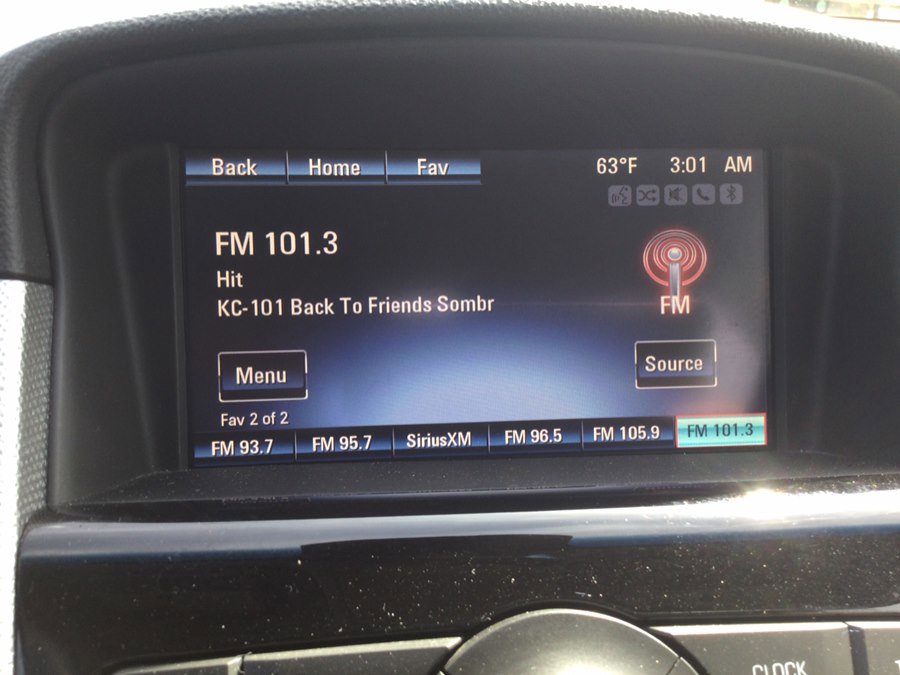 Back Home Fav 63°F 3:01 AM
FM 101.3
Hit
KC-101 Back To Friends Sombr
FM
Menu Source
Fav 2 of 2
FM 93.7 FM 95.7 SiriusXM FM 96.5 FM 105.9 FM 101.3
CLOCK